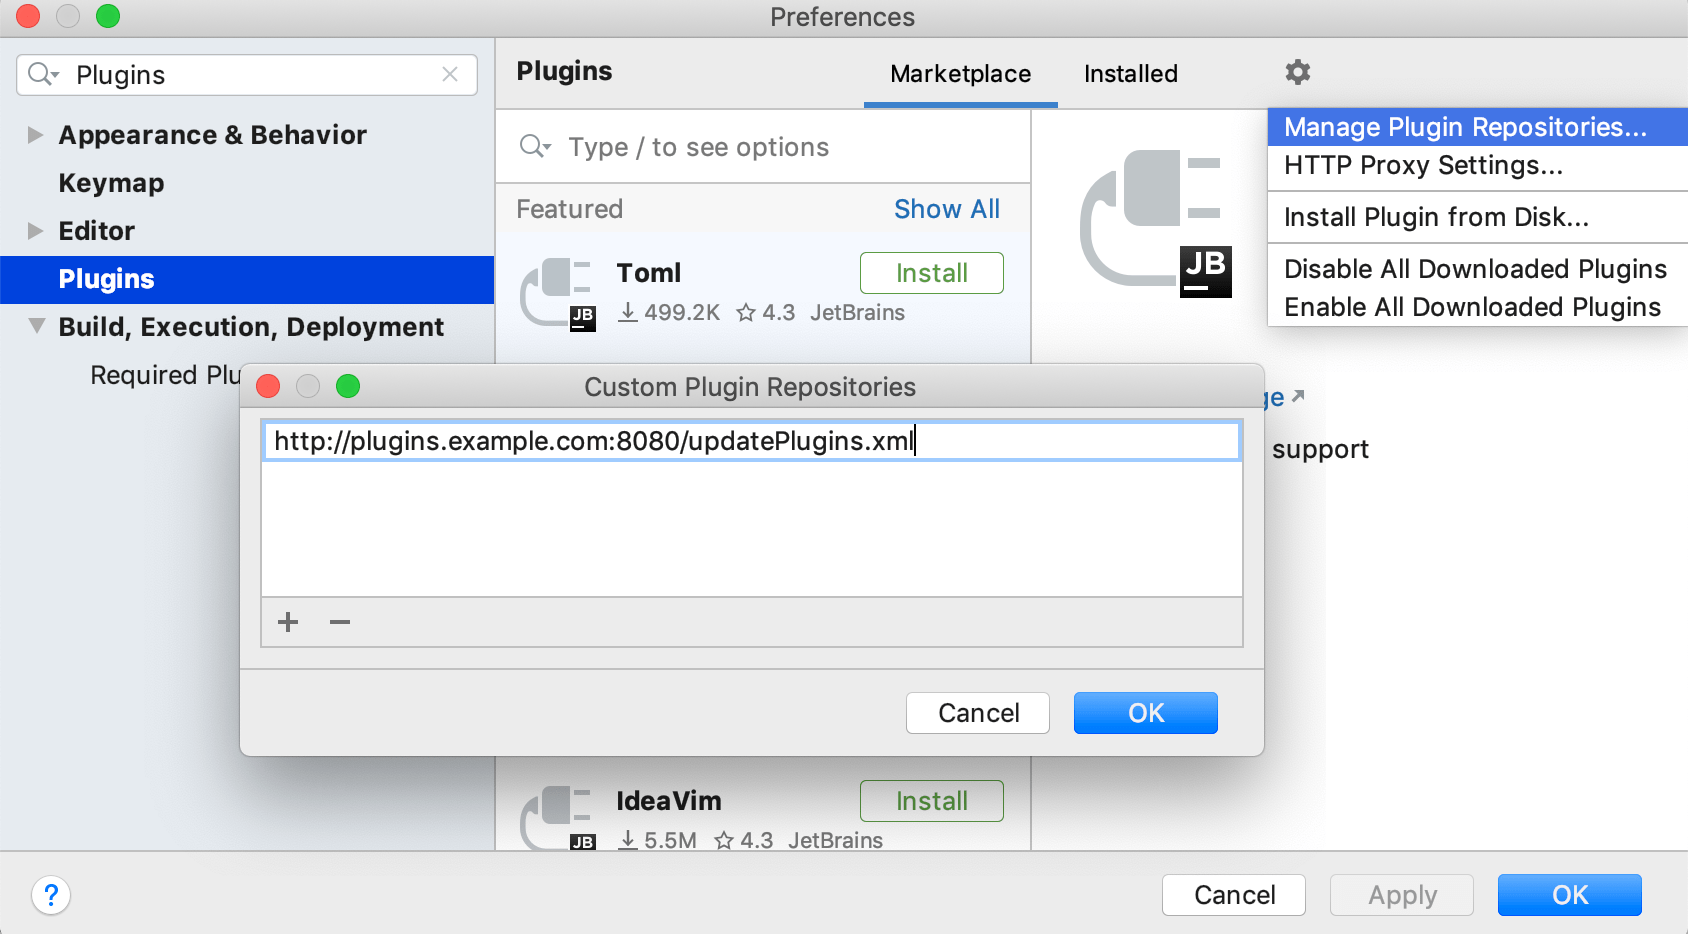 Preferences
Plugins
Appearance & Behavior
Keymap
Editor
Plugins
Build, Execution, Deployment
Required Plu
Plugins
Marketplace
Installed
Type / to see options
Featured
Show All
Toml
Install
JB
499.2K 4.3 JetBrains
JB
Manage Plugin Repositories...
HTTP Proxy Settings...
Install Plugin from Disk...
Disable All Downloaded Plugins
Enable All Downloaded Plugins
ge
support
Custom Plugin Repositories
http://plugins.example.com:8080/updatePlugins.xml
Cancel
OK
IdeaVim
Install
JB
5.5M 4.3 JetBrains
?
Cancel
Apply
OK